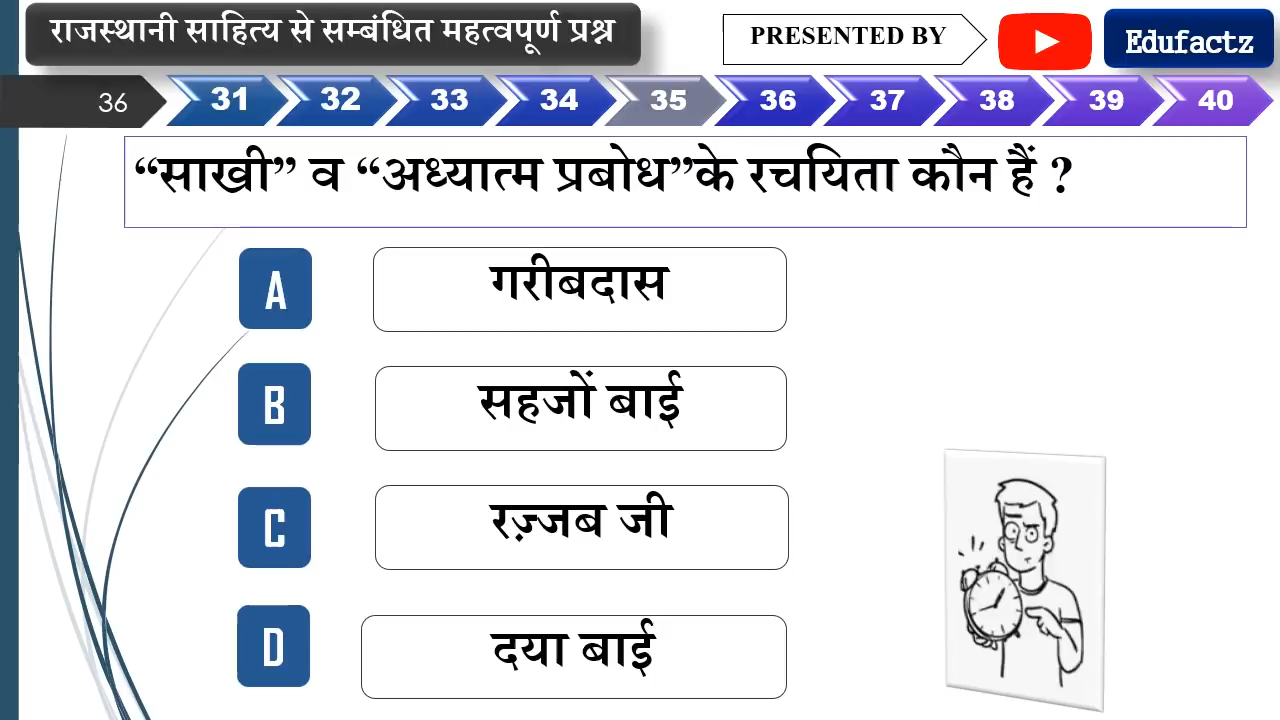 राजस्थानी साहित्य से सम्बंधित महत्वपूर्ण प्रश्न
PRESENTED BY
Edufactz
36
31 32 33 34 35 36 37 38 39 40
“साखी” व “अध्यात्म प्रबोध”के रचयिता कौन हैं ?
A
गरीबदास
B
सहजों बाई
C
रज़्जब जी
D
दया बाई